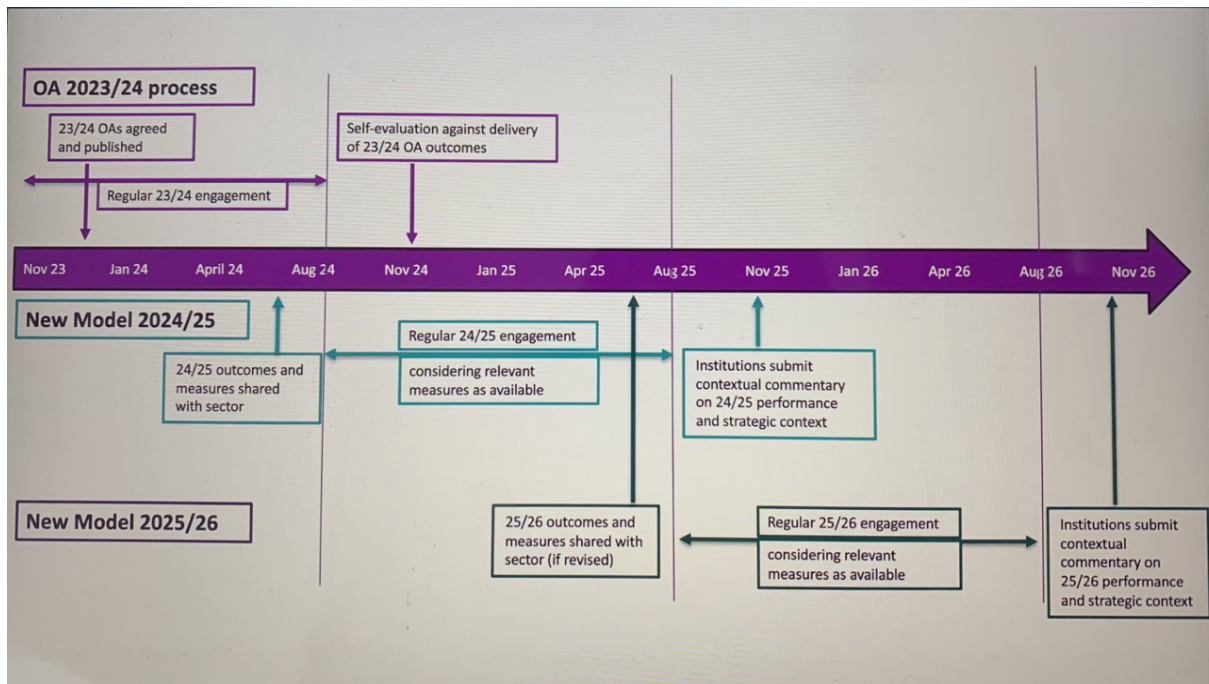 OA 2023/24 process
23/24 OAs agreed
and published
Self-evaluation against delivery
of 23/24 OA outcomes
Regular 23/24 engagement
Nov 23 Jan 24 April 24 Aug 24 Nov 24 Jan 25 Apr 25 Aug 25 Nov 25 Jan 26 Apr 26 Aug 26 Nov 26
New Model 2024/25
24/25 outcomes and
measures shared
with sector
Regular 24/25 engagement
considering relevant
measures as available
Institutions submit
contextual commentary
on 24/25 performance
and strategic context
New Model 2025/26
25/26 outcomes and
measures shared with
sector (if revised)
Regular 25/26 engagement
considering relevant
measures as available
Institutions submit
contextual
commentary on
25/26 performance
and strategic context